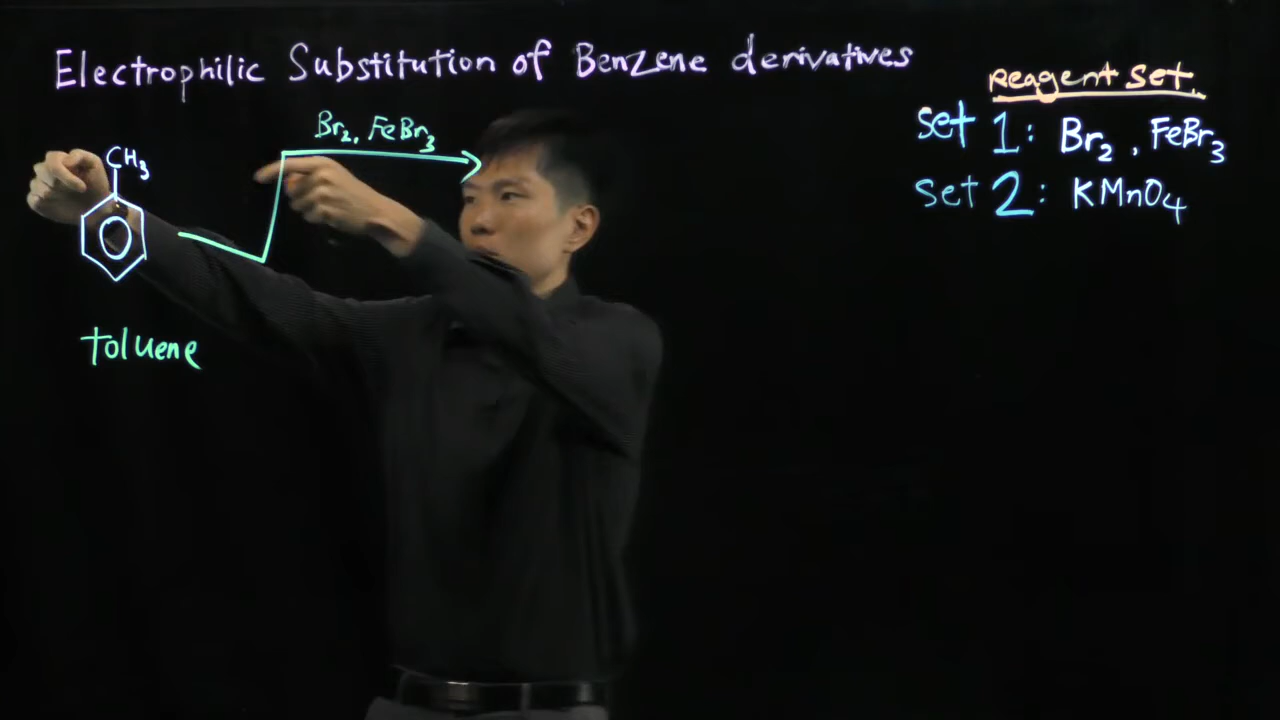 Electrophilic Substitution of Benzene derivatives
Reagent Set
Set 1: Br2, FeBr3
Set 2: KMnO4
Br2, FeBr3
CH3
toluene